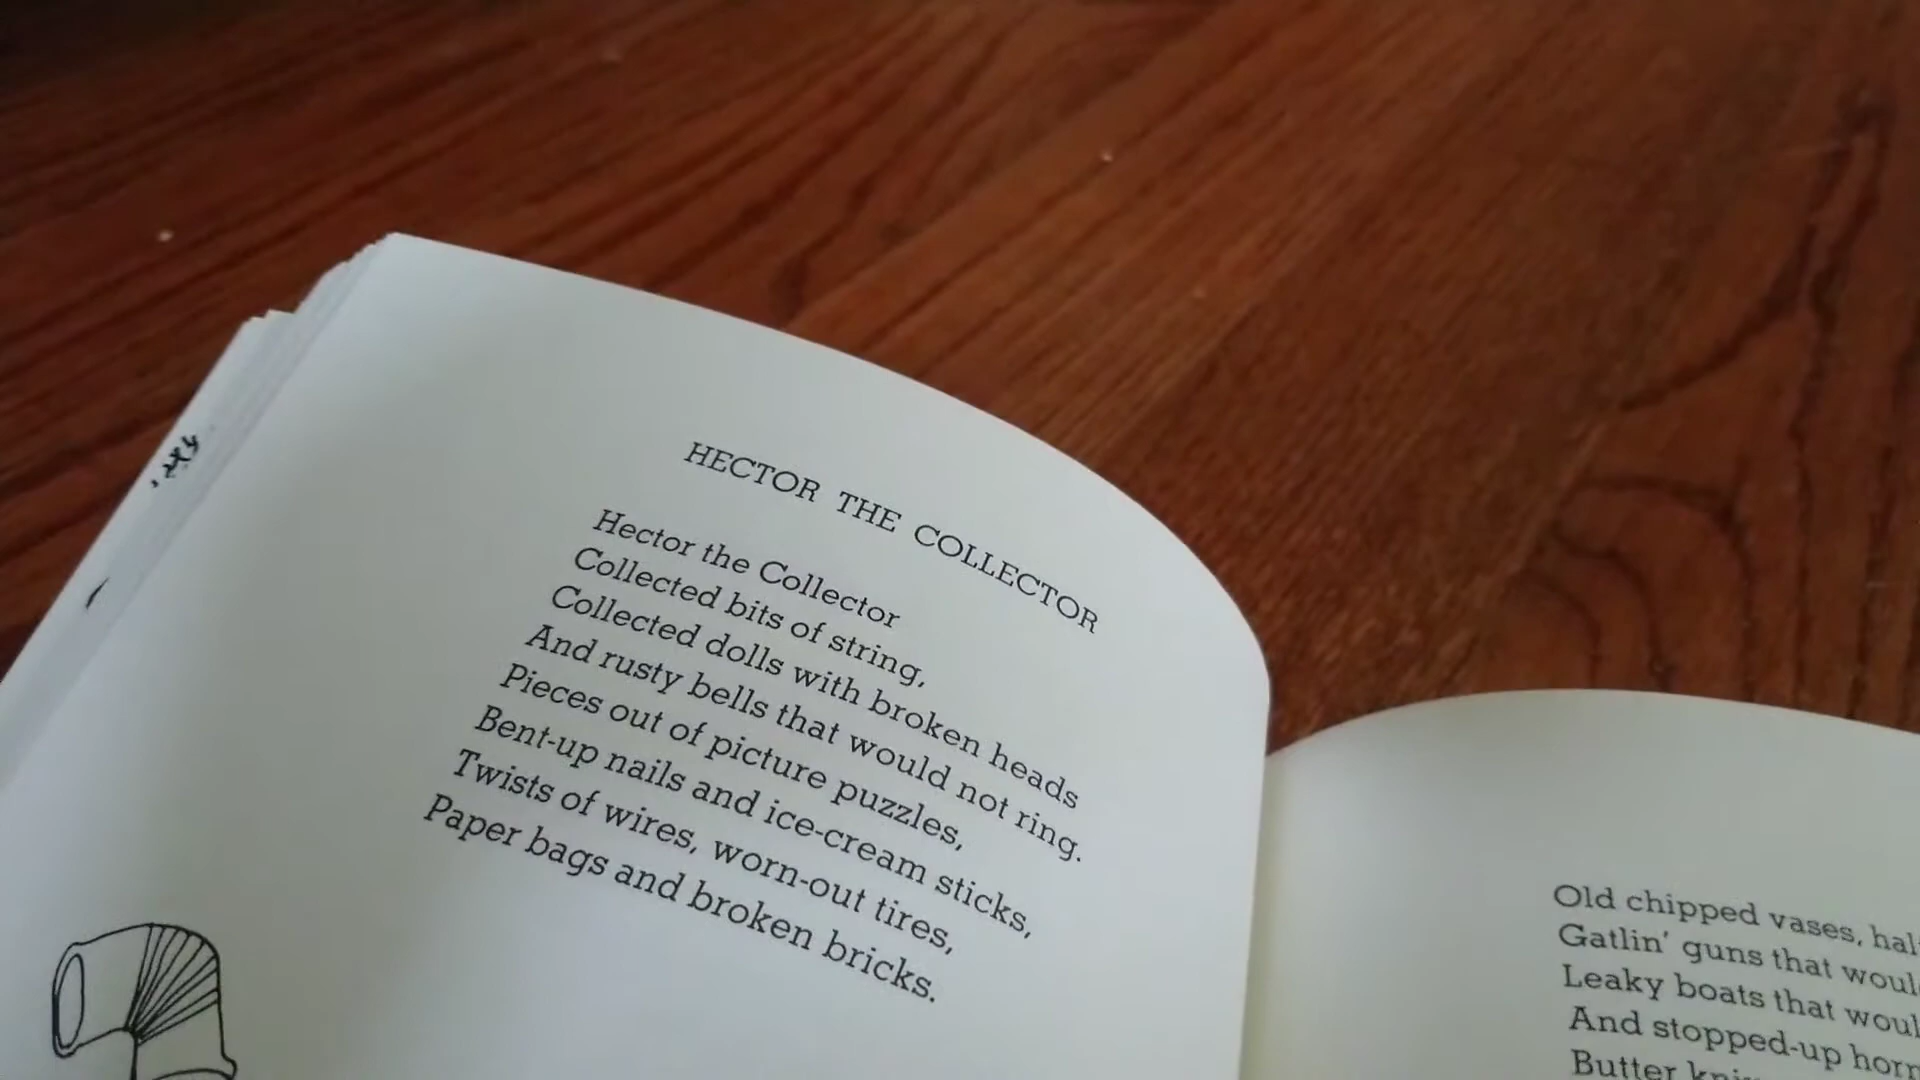 HECTOR THE COLLECTOR
Hector the Collector
Collected bits of string,
Collected dolls with broken heads
And rusty bells that would not ring.
Pieces out of picture puzzles,
Bent-up nails and ice-cream sticks,
Twists of wires, worn-out tires,
Paper bags and broken bricks.
Old chipped vases,
Gatlin' guns that
Leaky boats that
And stopped-up
Butter